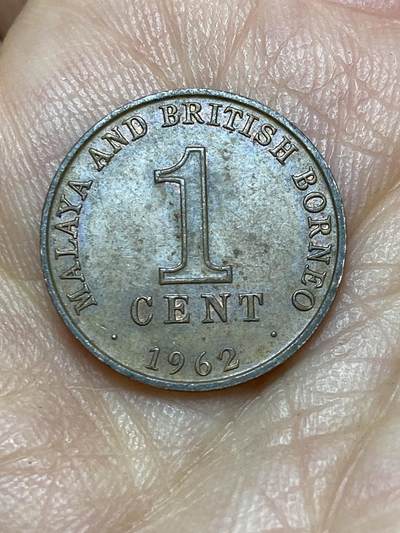 MALAYA AND BRITISH BORNEO
1
CENT
1962